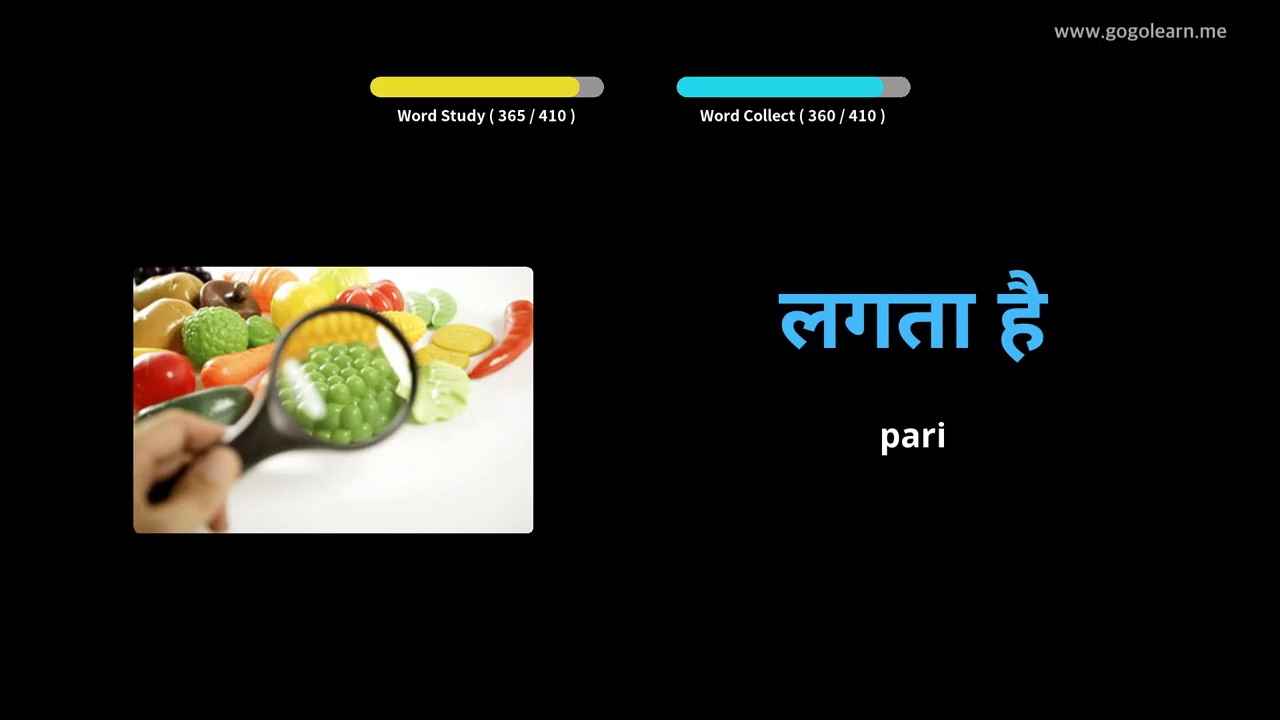 www.gogolearn.me
Word Study ( 365 / 410 )
Word Collect ( 360 / 410 )
लगता है
pari